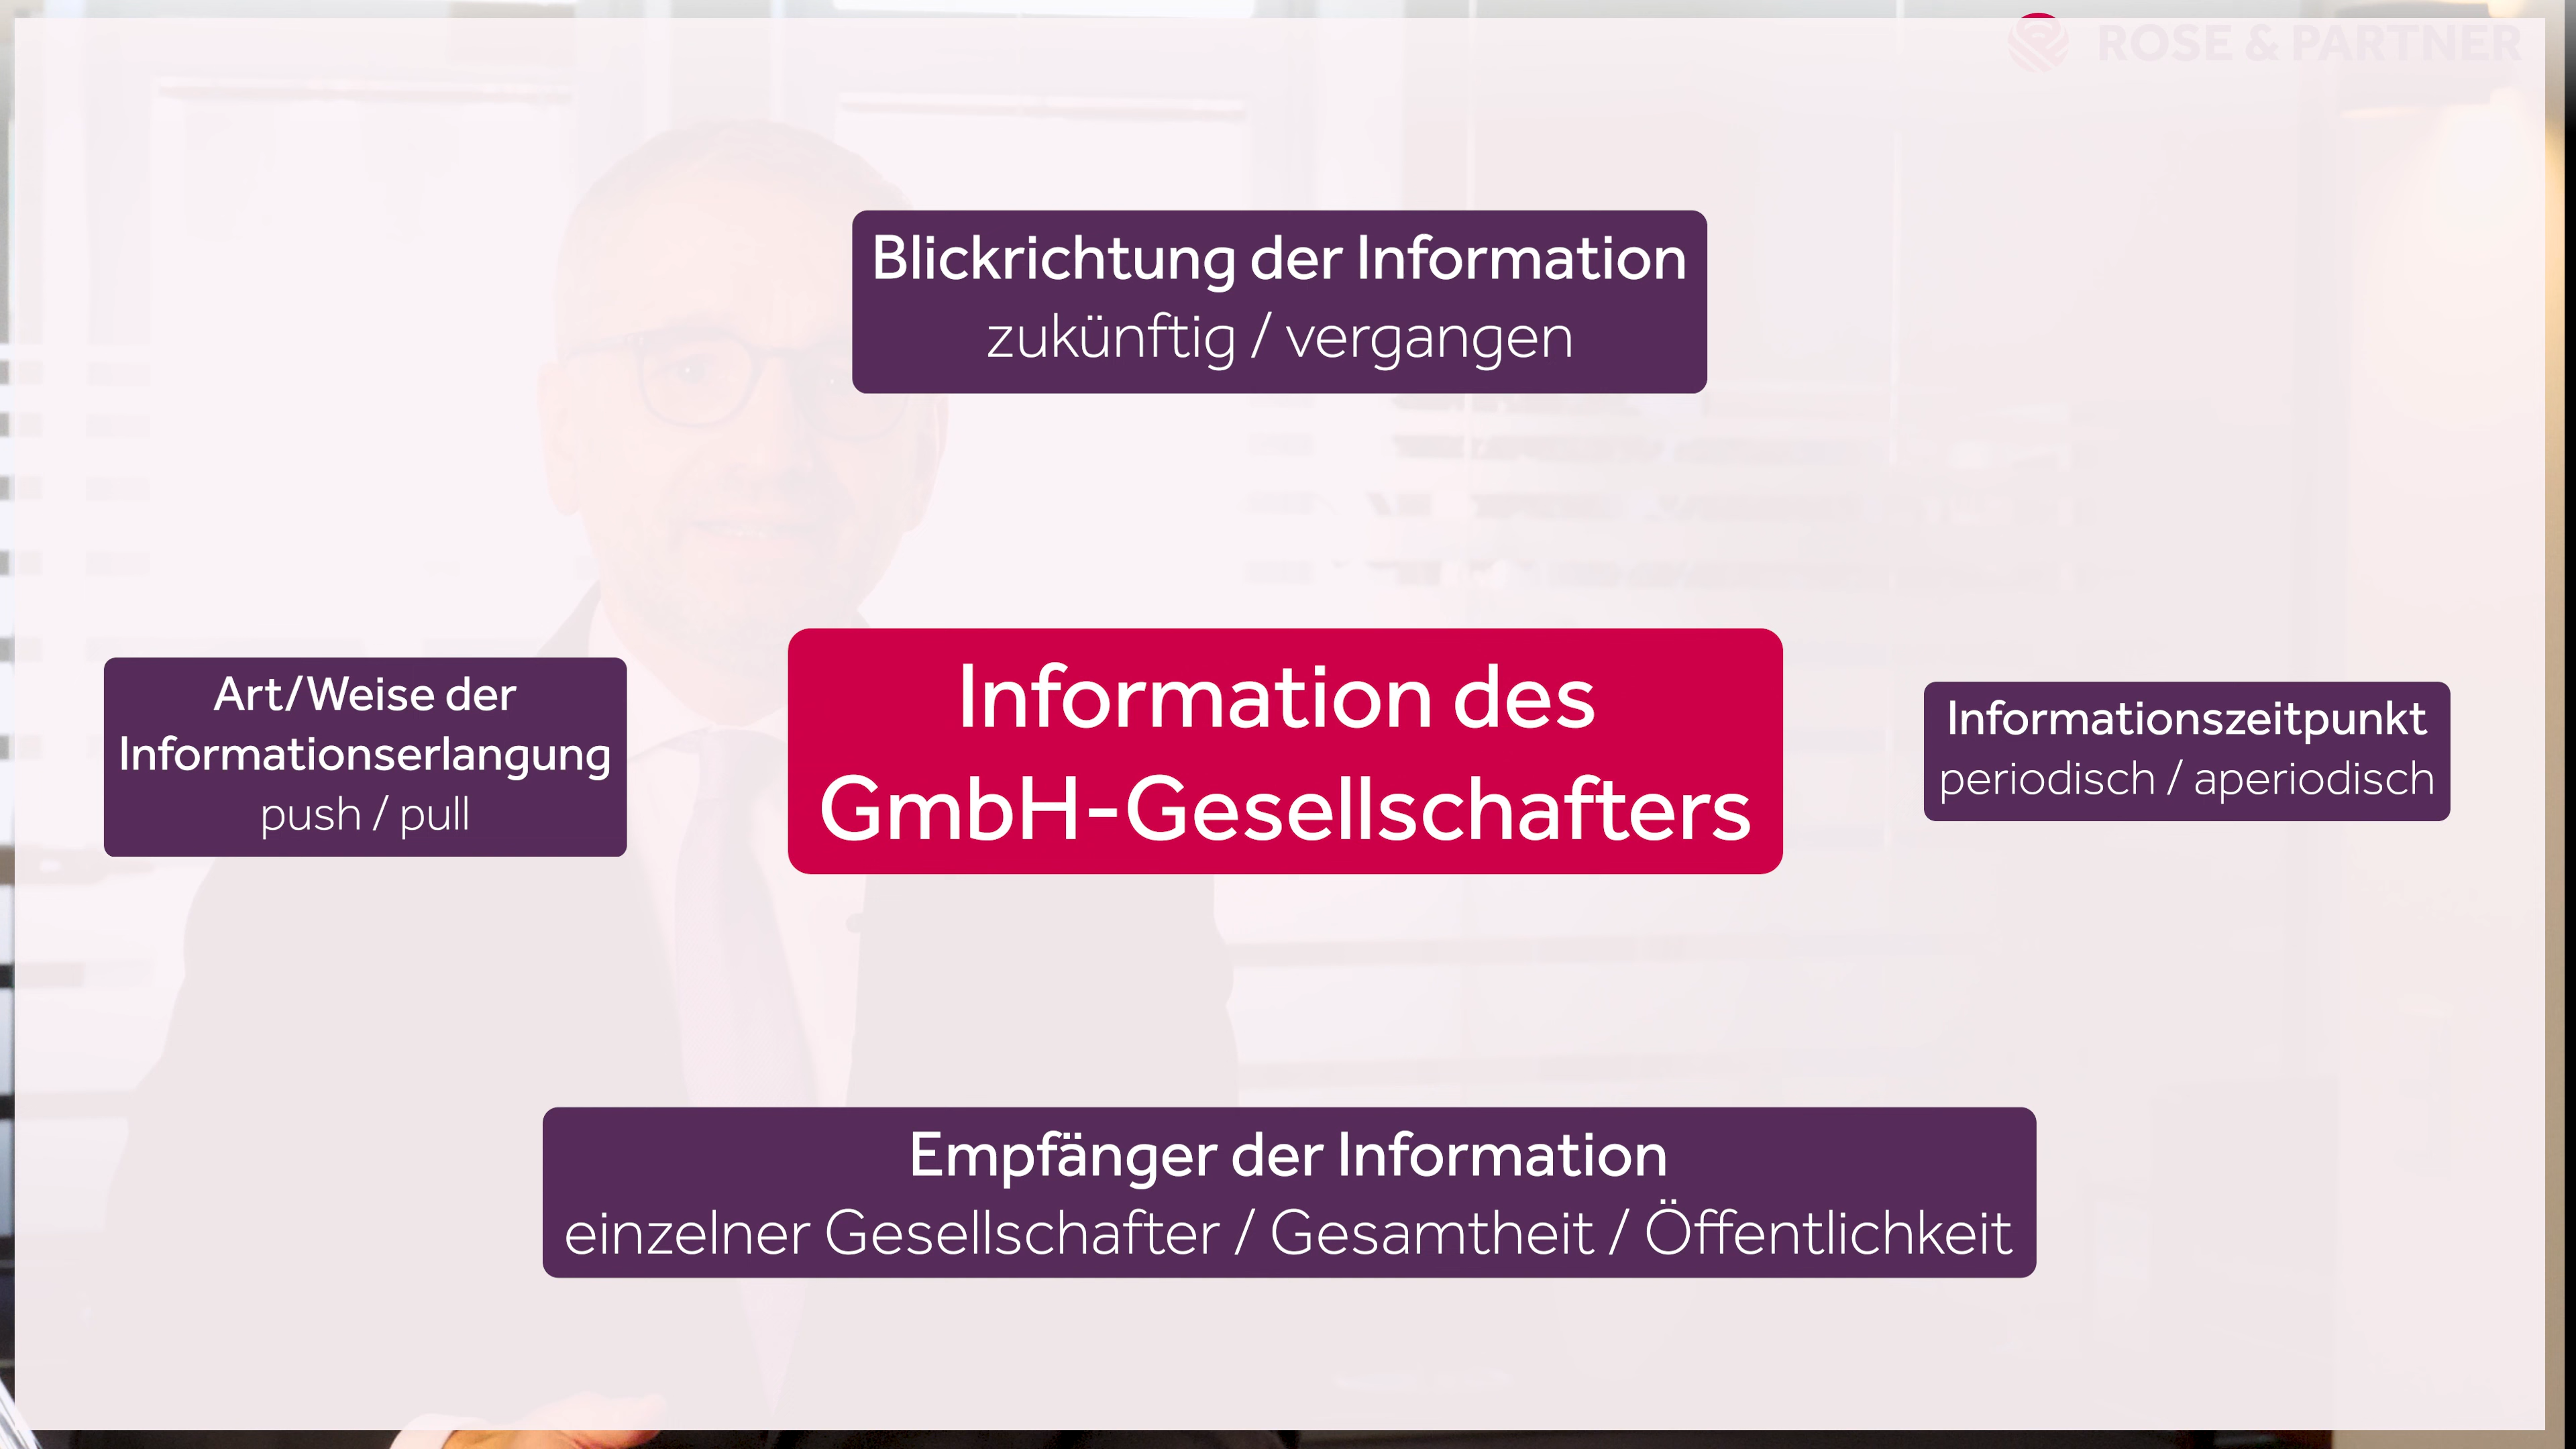 ROSE & PARTNER
Blickrichtung der Information
zukünftig / vergangen
Art/Weise der
Informationserlangung
push / pull
Information des
GmbH-Gesellschafters
Informationszeitpunkt
periodisch / aperiodisch
Empfänger der Information
einzelner Gesellschafter / Gesamtheit / Öffentlichkeit